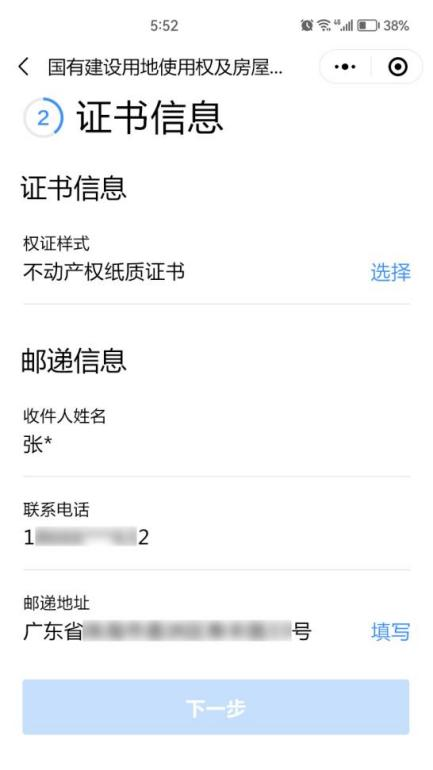 5:52
38%
国有建设用地使用权及房屋...
2 证书信息
证书信息
权证样式
不动产权纸质证书 选择
邮递信息
收件人姓名
张*
联系电话
1 2
邮递地址
广东省 号 填写
下一步